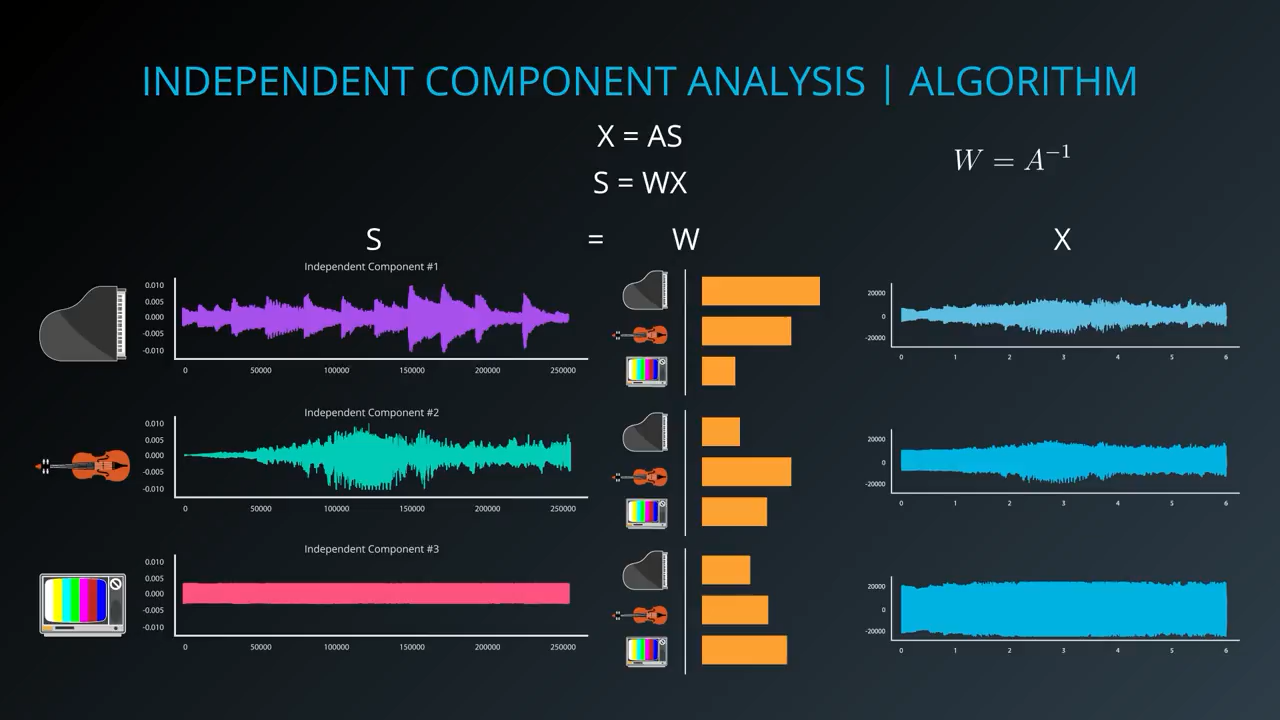 INDEPENDENT COMPONENT ANALYSIS | ALGORITHM
X = AS
W = A⁻¹
S = WX
S = W X
Independent Component #1
0.010
0.005
0.000
-0.005
-0.010
0 50000 100000 150000 200000 250000
20000
0
-20000
0 1 2 3 4 5 6
Independent Component #2
0.010
0.005
0.000
-0.005
-0.010
0 50000 100000 150000 200000 250000
20000
0
-20000
0 1 2 3 4 5 6
Independent Component #3
0.010
0.005
0.000
-0.005
-0.010
0 50000 100000 150000 200000 250000
20000
0
-20000
0 1 2 3 4 5 6